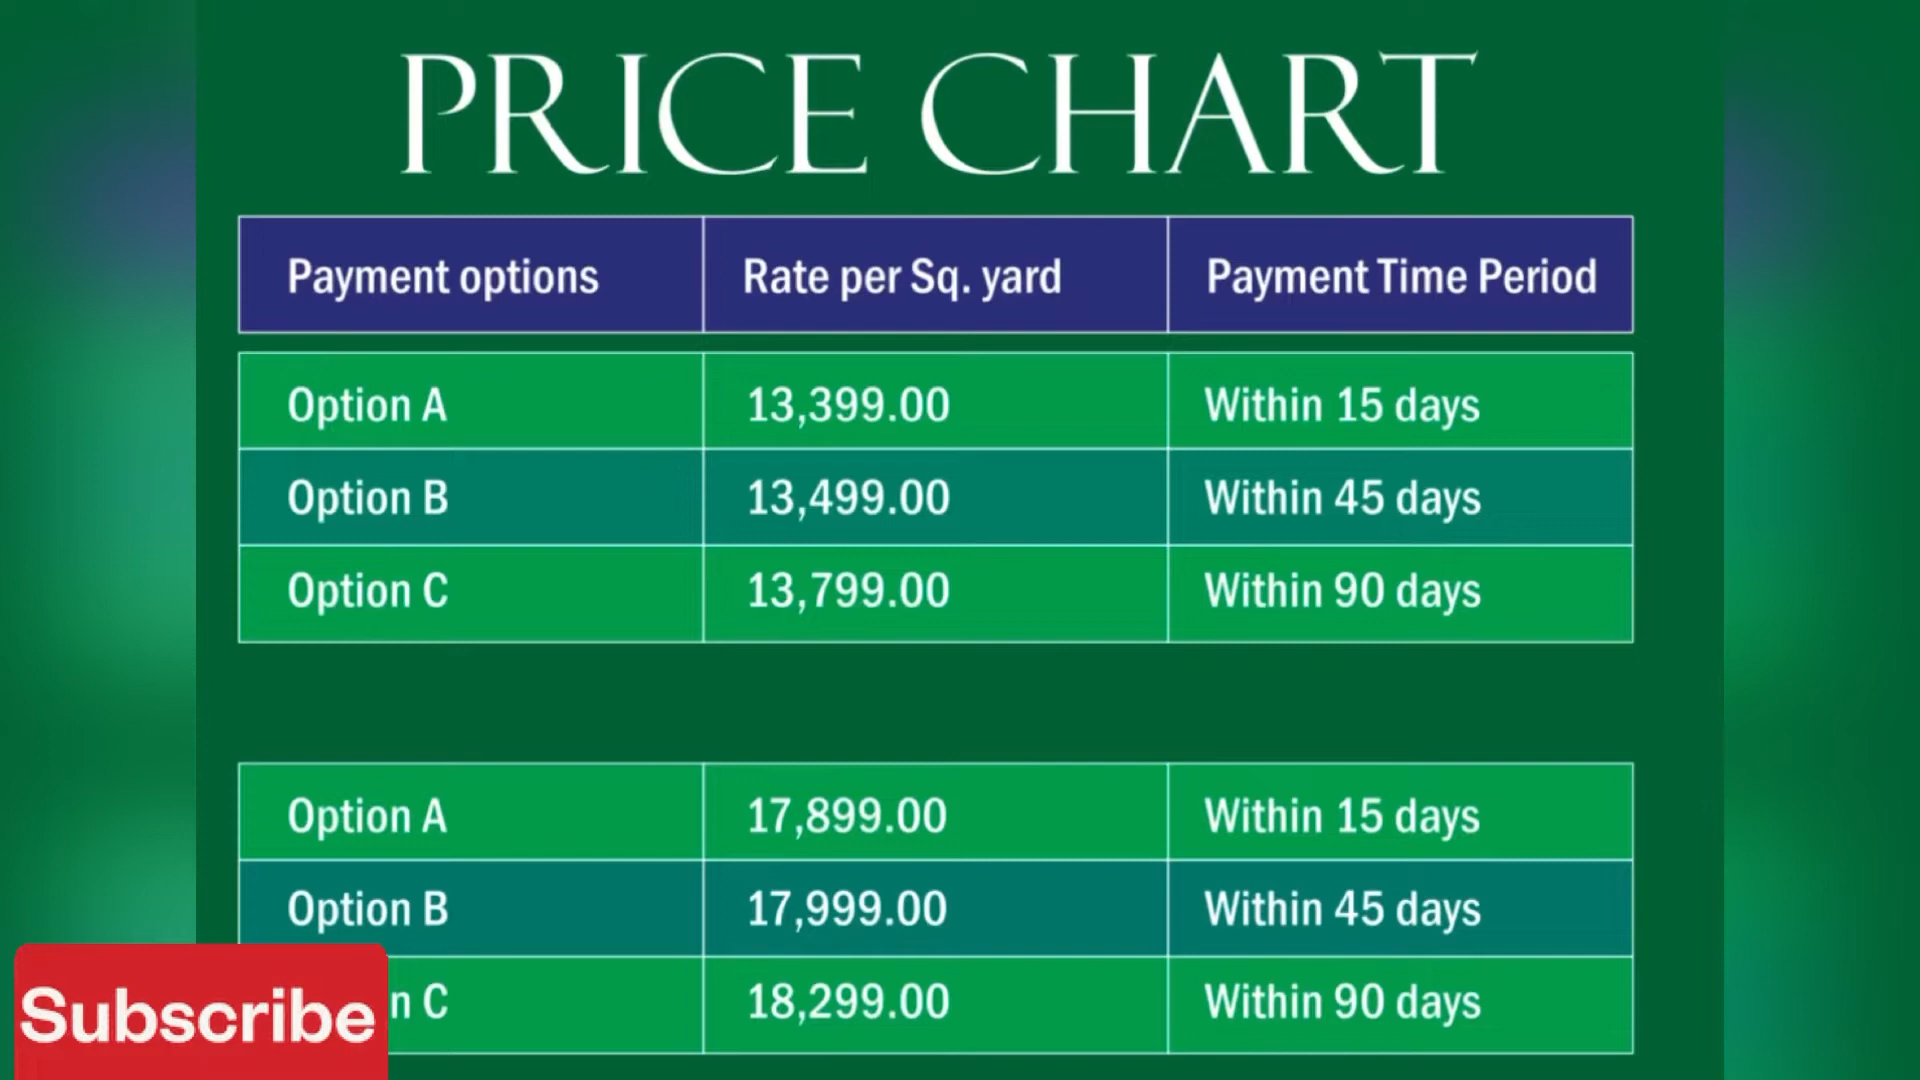 PRICE CHART
Payment options Rate per Sq. yard Payment Time Period
Option A 13,399.00 Within 15 days
Option B 13,499.00 Within 45 days
Option C 13,799.00 Within 90 days
Option A 17,899.00 Within 15 days
Option B 17,999.00 Within 45 days
n C 18,299.00 Within 90 days
Subscribe